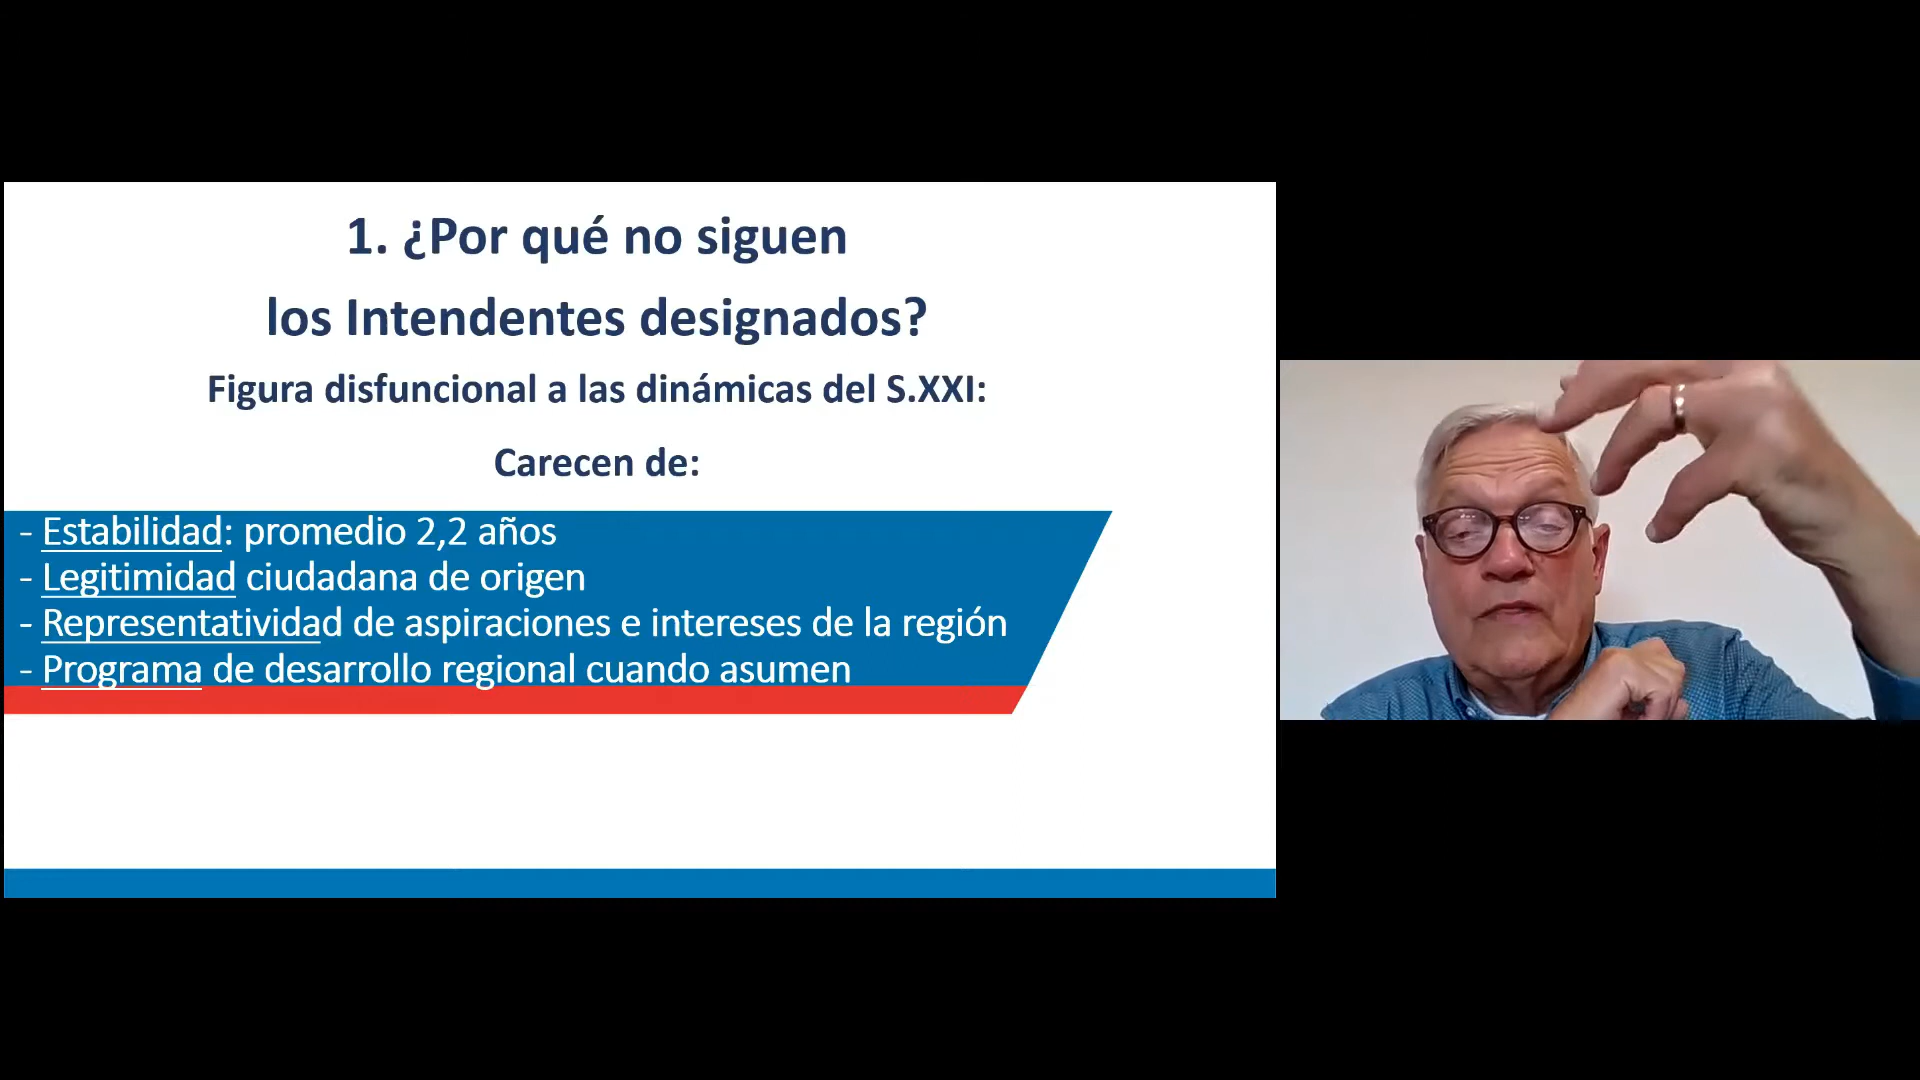 1. ¿Por qué no siguen
los Intendentes designados?
Figura disfuncional a las dinámicas del S.XXI:
Carecen de:
- Estabilidad: promedio 2,2 años
- Legitimidad ciudadana de origen
- Representatividad de aspiraciones e intereses de la región
- Programa de desarrollo regional cuando asumen